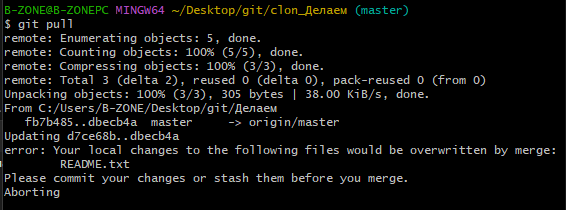 B-ZONE@B-ZONEPC MINGW64 ~/Desktop/git/clon_Делаем (master)
$ git pull
remote: Enumerating objects: 5, done.
remote: Counting objects: 100% (5/5), done.
remote: Compressing objects: 100% (3/3), done.
remote: Total 3 (delta 2), reused 0 (delta 0), pack-reused 0 (from 0)
Unpacking objects: 100% (3/3), 305 bytes | 38.00 KiB/s, done.
From C:/Users/B-ZONE/Desktop/git/Делаем
   fb7b485..dbecb4a  master     -> origin/master
Updating d7ce68b..dbecb4a
error: Your local changes to the following files would be overwritten by merge:
        README.txt
Please commit your changes or stash them before you merge.
Aborting